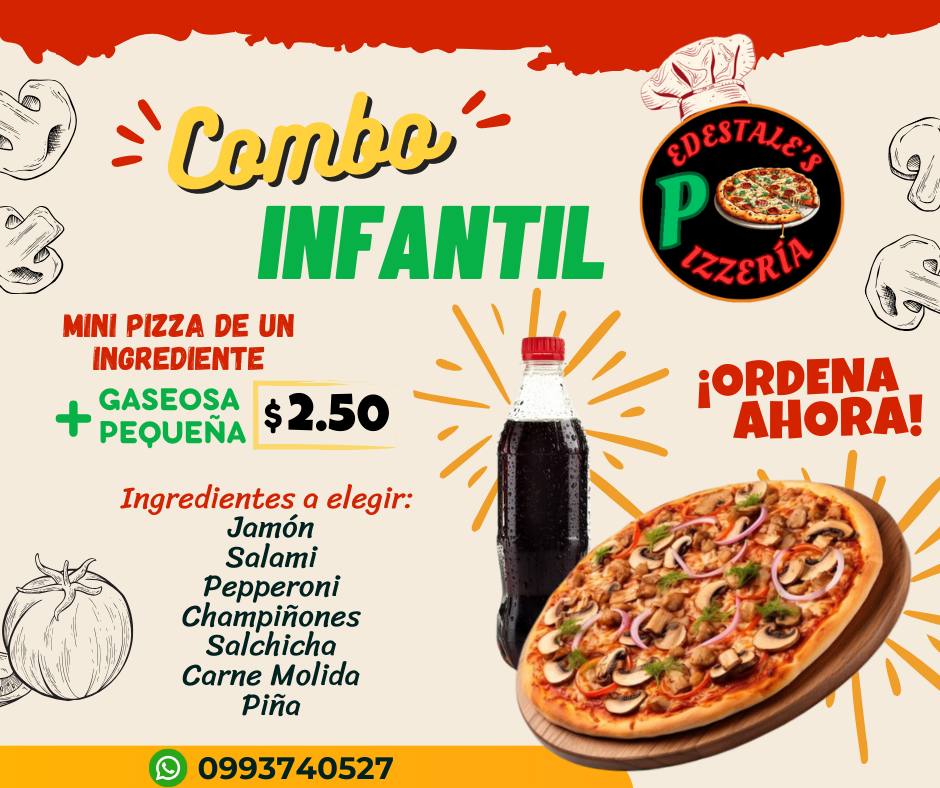 Combo
INFANTIL
EDESTALE'S
P
IZZERÍA
MINI PIZZA DE UN
INGREDIENTE
+ GASEOSA
PEQUEÑA
$2.50
¡ORDENA
AHORA!
Ingredientes a elegir:
Jamón
Salami
Pepperoni
Champiñones
Salchicha
Carne Molida
Piña
0993740527